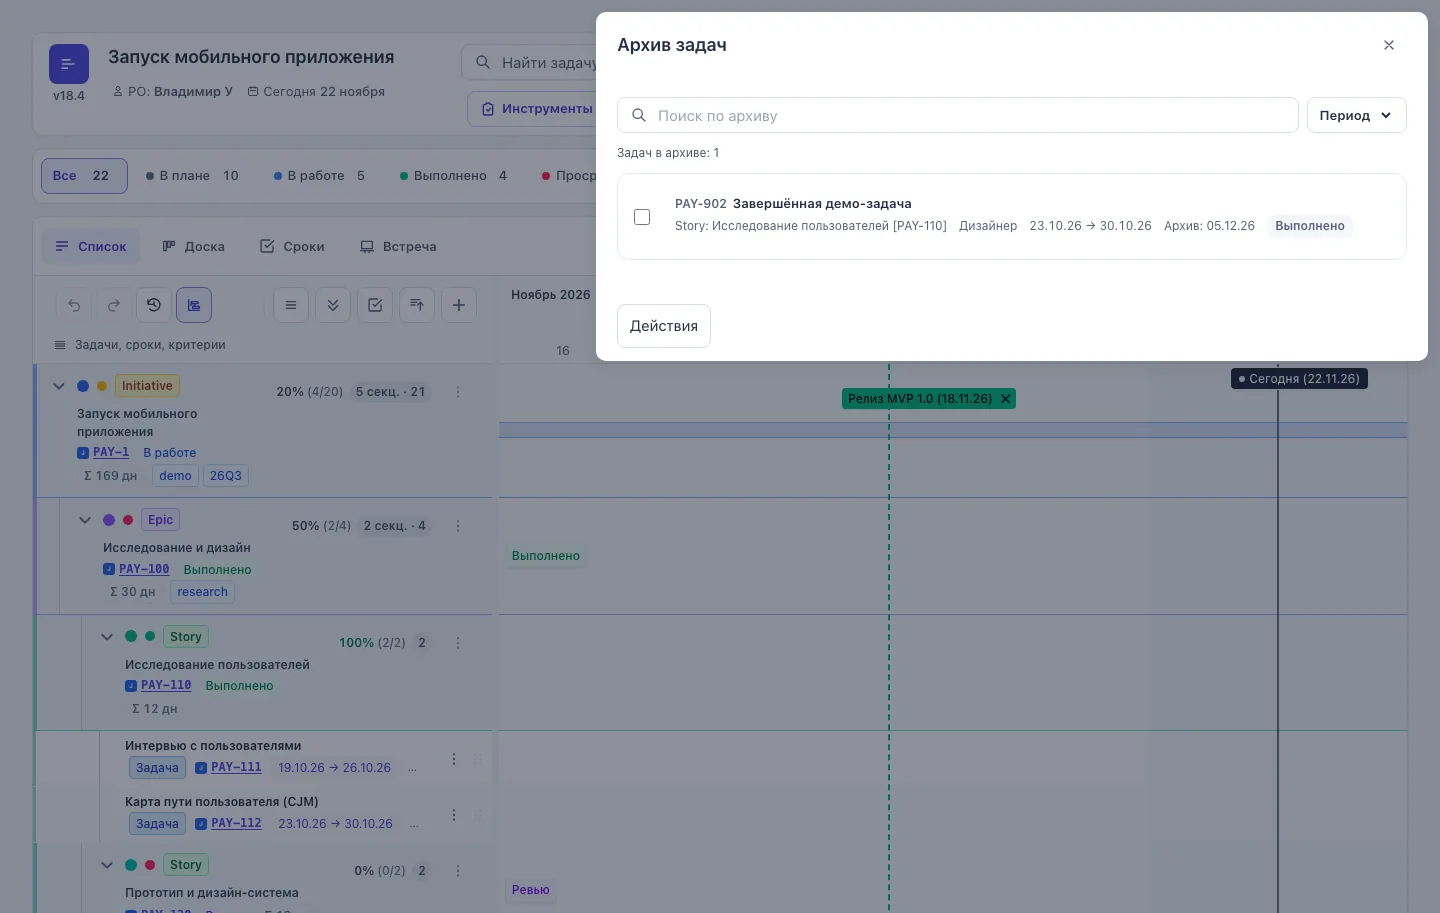 Запуск мобильного приложения
v18.4
PO: Владимир У Сегодня 22 ноября
Найти задачу
Инструменты
Все 22 В плане 10 В работе 5 Выполнено 4
Список Доска Сроки Встреча
Задачи, сроки, критерии
Ноябрь 2026
16
Архив задач
Поиск по архиву
Период
Задач в архиве: 1
PAY-902 Завершённая демо-задача
Story: Исследование пользователей [PAY-110] Дизайнер 23.10.26 → 30.10.26 Архив: 05.12.26 Выполнено
Действия
Сегодня (22.11.26)
Релиз MVP 1.0 (18.11.26) ✕
Initiative 20% (4/20) 5 секц. · 21
Запуск мобильного
приложения
PAY-1 В работе
Σ 169 дн demo 26Q3
Epic 50% (2/4) 2 секц. · 4
Исследование и дизайн
PAY-100 Выполнено
Σ 30 дн research
Выполнено
Story 100% (2/2) 2
Исследование пользователей
PAY-110 Выполнено
Σ 12 дн
Интервью с пользователями
Задача PAY-111 19.10.26 → 26.10.26 ...
Карта пути пользователя (CJM)
Задача PAY-112 23.10.26 → 30.10.26 ...
Story 0% (0/2) 2
Прототип и дизайн-система
Ревью